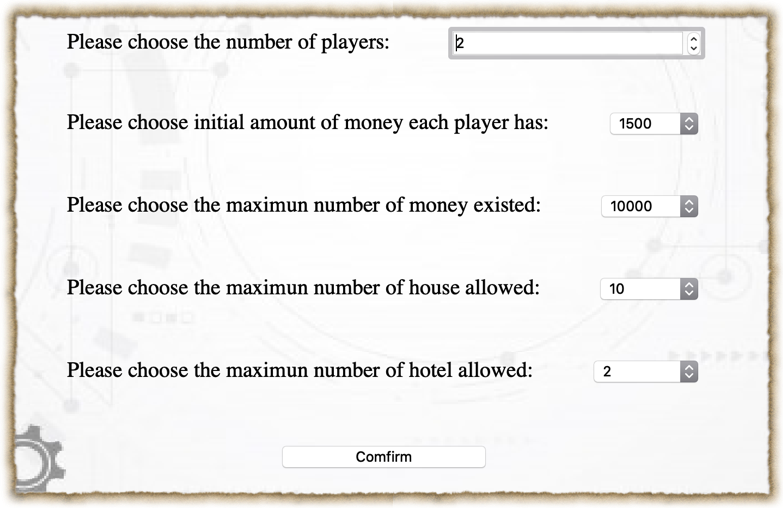 Please choose the number of players: 2
Please choose initial amount of money each player has: 1500
Please choose the maximun number of money existed: 10000
Please choose the maximun number of house allowed: 10
Please choose the maximun number of hotel allowed: 2
Comfirm